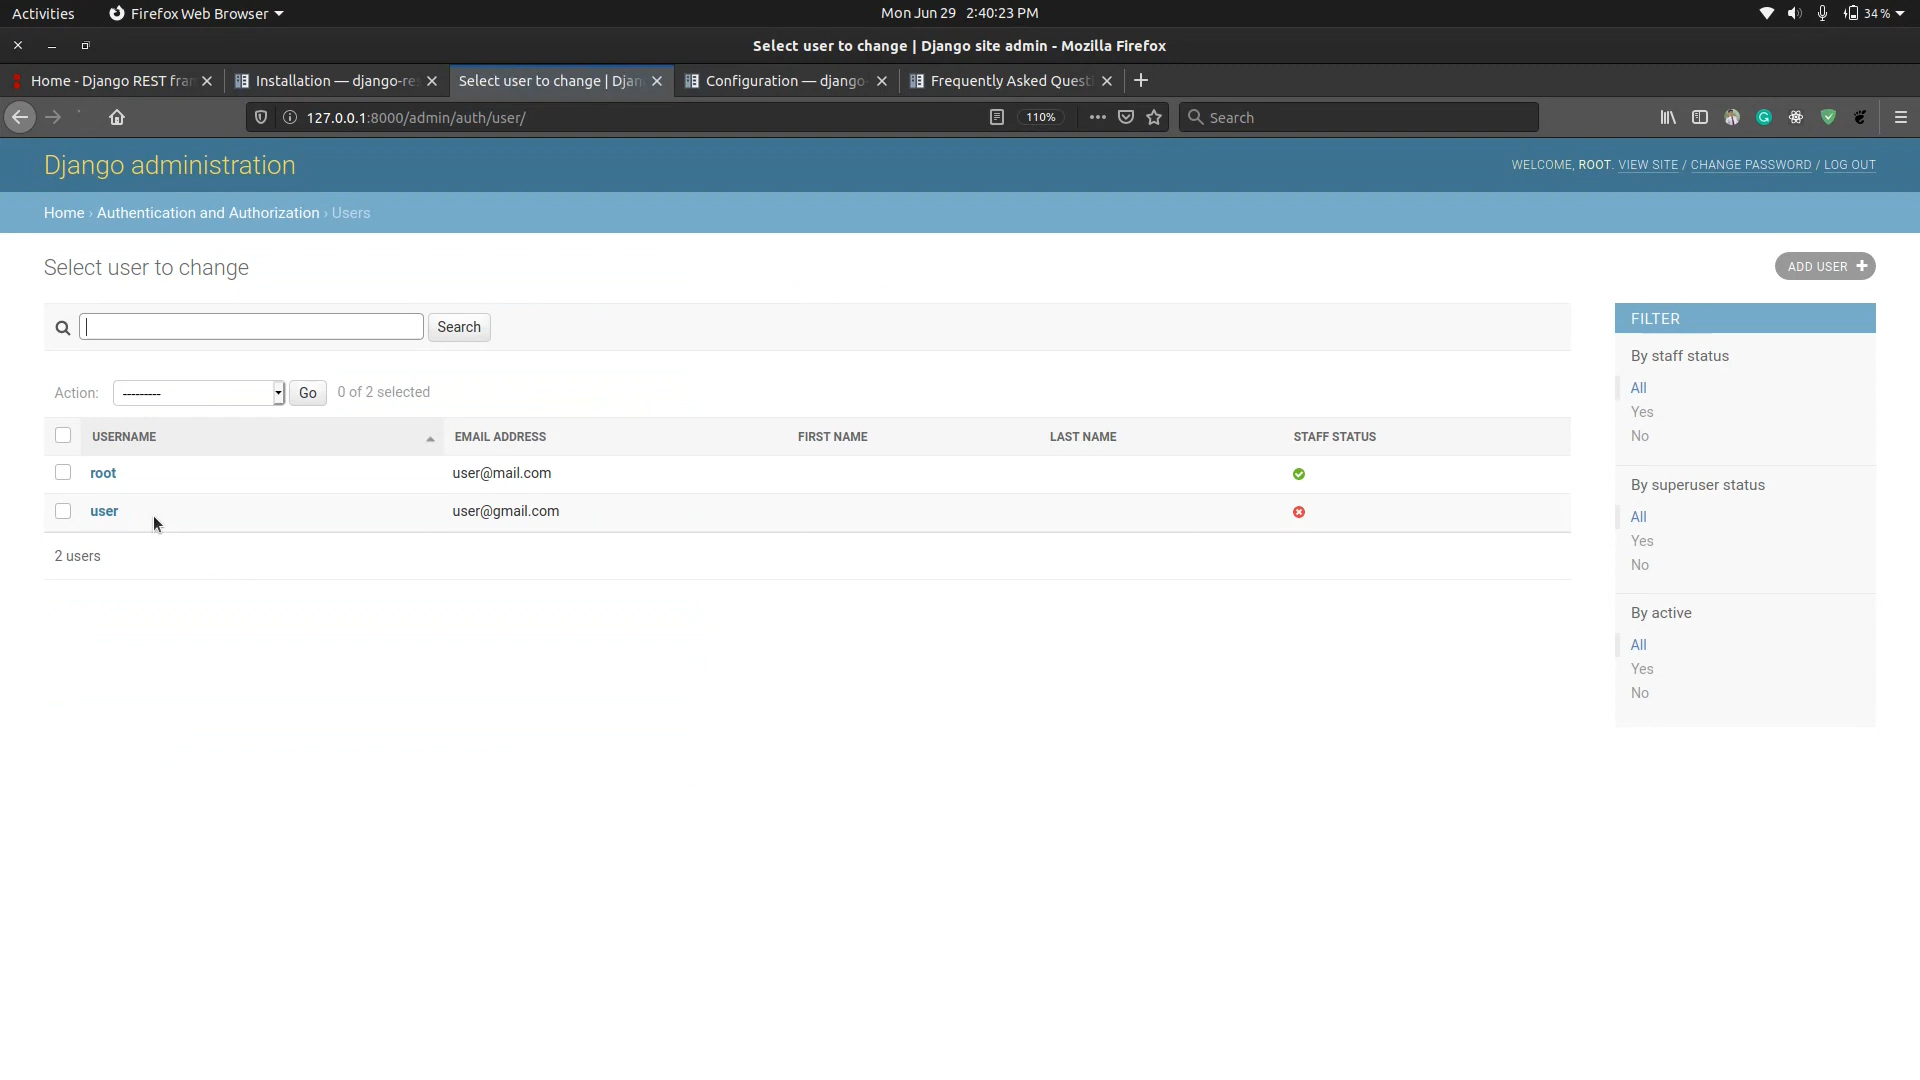 Activities Firefox Web Browser Mon Jun 29 2:40:23 PM 34 %
Select user to change | Django site admin - Mozilla Firefox
Home - Django REST fra Installation — django-re Select user to change | Djan Configuration — django- Frequently Asked Quest
127.0.0.1:8000/admin/auth/user/ 110% Search
Django administration WELCOME, ROOT. VIEW SITE / CHANGE PASSWORD / LOG OUT
Home › Authentication and Authorization › Users
Select user to change ADD USER +
Search
Action: --------- Go 0 of 2 selected
USERNAME EMAIL ADDRESS FIRST NAME LAST NAME STAFF STATUS
root user@mail.com
user user@gmail.com
2 users
FILTER
By staff status
All
Yes
No
By superuser status
All
Yes
No
By active
All
Yes
No